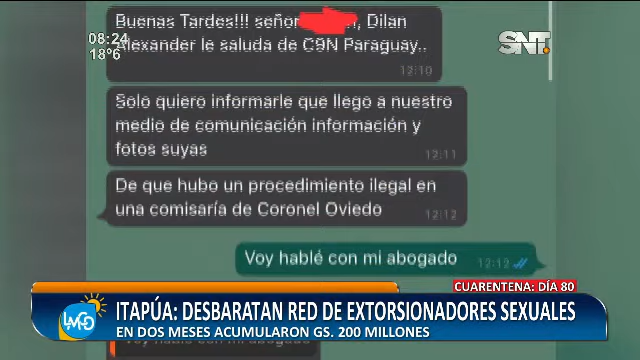 08:24
18°6
SNT.
Buenas Tardes!!! señor , Dilan
Alexander le saluda de C9N Paraguay..
12:10
Solo quiero informarle que llego a nuestro
medio de comunicación información y
fotos suyas
12:11
De que hubo un procedimiento ilegal en
una comisaría de Coronel Oviedo
12:12
Voy hablé con mi abogado
12:12
CUARENTENA: DÍA 80
ITAPÚA: DESBARATAN RED DE EXTORSIONADORES SEXUALES
EN DOS MESES ACUMULARON GS. 200 MILLONES